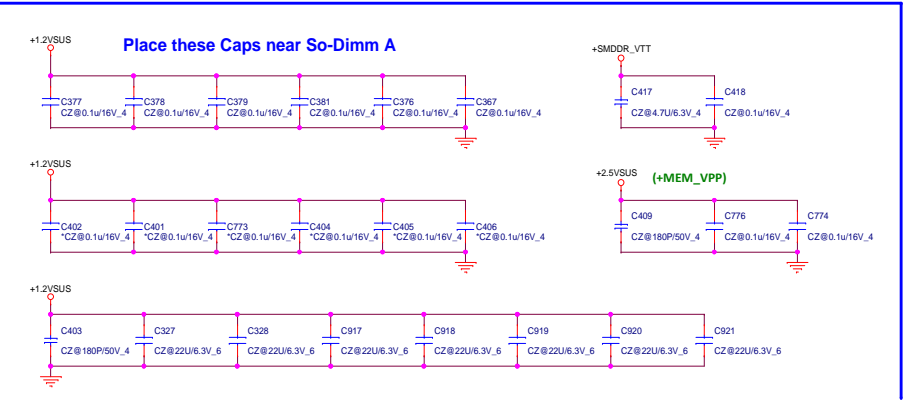 Place these Caps near So-Dimm A
+1.2VSUS
C377 C378 C379 C381 C376 C367
CZ@0.1u/16V_4 CZ@0.1u/16V_4 CZ@0.1u/16V_4 CZ@0.1u/16V_4 CZ@0.1u/16V_4 CZ@0.1u/16V_4
+SMDDR_VTT
C417 C418
CZ@4.7U/6.3V_4 CZ@0.1u/16V_4
+1.2VSUS
C402 C401 C773 C404 C405 C406
*CZ@0.1u/16V_4 *CZ@0.1u/16V_4 *CZ@0.1u/16V_4 *CZ@0.1u/16V_4 *CZ@0.1u/16V_4 *CZ@0.1u/16V_4
+2.5VSUS (+MEM_VPP)
C409 C776 C774
CZ@180P/50V_4 CZ@0.1u/16V_4 CZ@0.1u/16V_4
+1.2VSUS
C403 C327 C328 C917 C918 C919 C920 C921
CZ@180P/50V_4 CZ@22U/6.3V_6 CZ@22U/6.3V_6 CZ@22U/6.3V_6 CZ@22U/6.3V_6 CZ@22U/6.3V_6 CZ@22U/6.3V_6 CZ@22U/6.3V_6